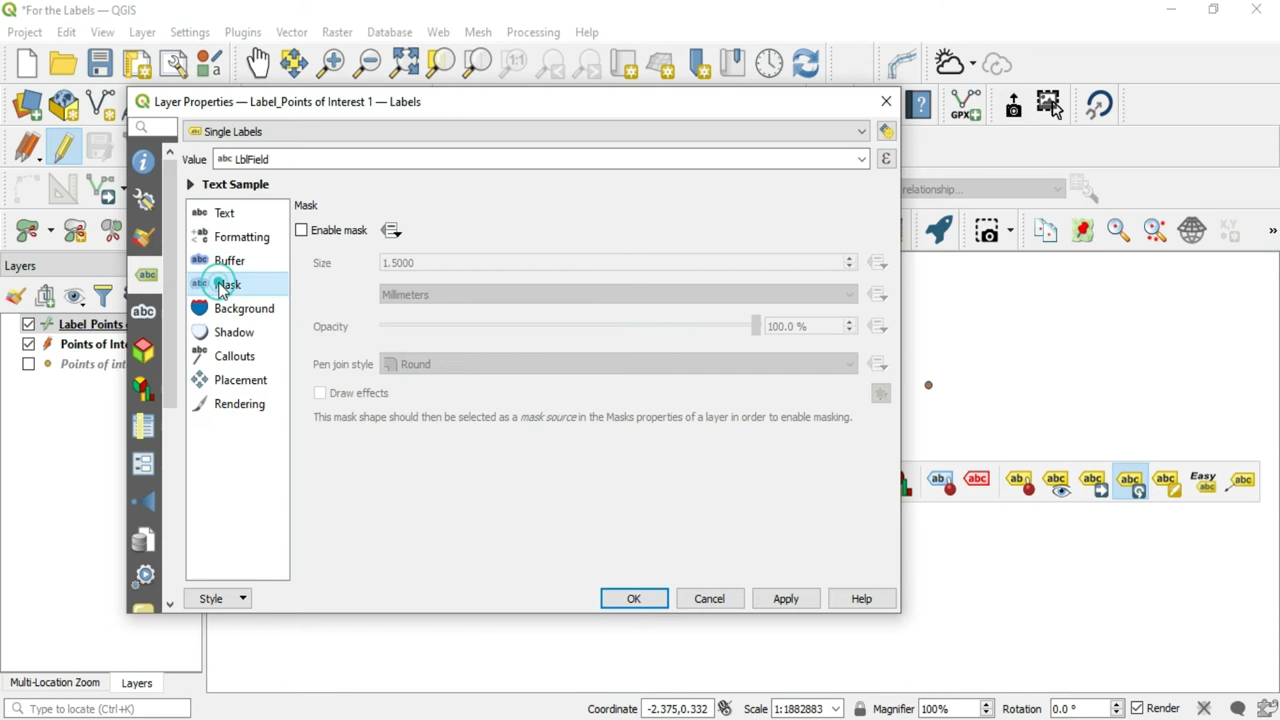 *For the Labels — QGIS
Project Edit View Layer Settings Plugins Vector Raster Database Web Mesh Processing Help
Layer Properties — Label_Points of Interest 1 — Labels
Single Labels
Value abc LblField
Text Sample
abc Text
Formatting
Buffer
Mask
Background
Shadow
Callouts
Placement
Rendering
Mask
Enable mask
Size 1.5000
Millimeters
Opacity 100.0 %
Pen join style Round
Draw effects
This mask shape should then be selected as a mask source in the Masks properties of a layer in order to enable masking.
Style OK Cancel Apply Help
GPX
relationship...
X,Y
»
Layers
Label Points
Points of Int
Points of int
Easy
abc
Multi-Location Zoom Layers
Type to locate (Ctrl+K) Coordinate -2.375,0.332 Scale 1:1882883 Magnifier 100% Rotation 0.0 ° Render